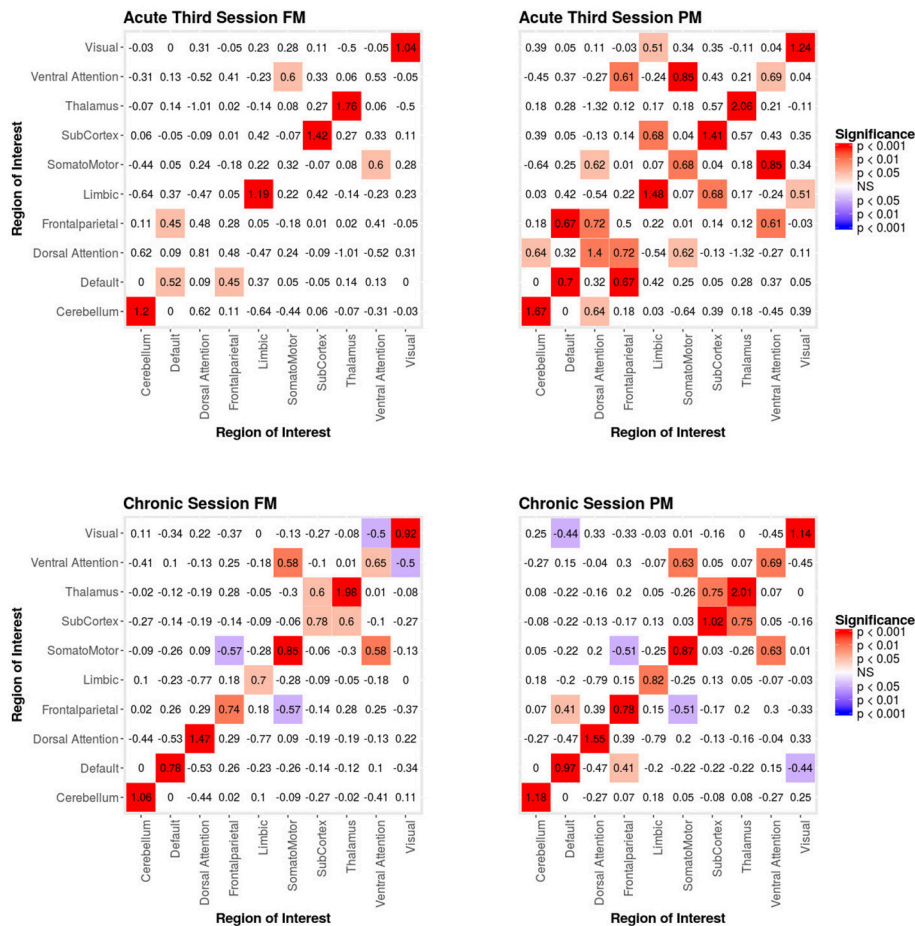 Acute Third Session FM
Region of Interest
Visual -0.03 0 0.31 -0.05 0.23 0.28 0.11 -0.5 -0.05 1.04
Ventral Attention -0.31 0.13 -0.52 0.41 -0.23 0.6 0.33 0.06 0.53 -0.05
Thalamus -0.07 0.14 -1.01 0.02 -0.14 0.08 0.27 1.76 0.06 -0.5
SubCortex 0.06 -0.05 -0.09 0.01 0.42 -0.07 1.42 0.27 0.33 0.11
SomatoMotor -0.44 0.05 0.24 -0.18 0.22 0.32 -0.07 0.08 0.6 0.28
Limbic -0.64 0.37 -0.47 0.05 1.19 0.22 0.42 -0.14 -0.23 0.23
Frontalparietal 0.11 0.45 0.48 0.28 0.05 -0.18 0.01 0.02 0.41 -0.05
Dorsal Attention 0.62 0.09 0.81 0.48 -0.47 0.24 -0.09 -1.01 -0.52 0.31
Default 0 0.52 0.09 0.45 0.37 0.05 -0.05 0.14 0.13 0
Cerebellum 1.2 0 0.62 0.11 -0.64 -0.44 0.06 -0.07 -0.31 -0.03
Cerebellum Default Dorsal Attention Frontalparietal Limbic SomatoMotor SubCortex Thalamus Ventral Attention Visual
Region of Interest
Acute Third Session PM
0.39 0.05 0.11 -0.03 0.51 0.34 0.35 -0.11 0.04 1.24
-0.45 0.37 -0.27 0.61 -0.24 0.85 0.43 0.21 0.69 0.04
0.18 0.28 -1.32 0.12 0.17 0.18 0.57 2.06 0.21 -0.11
0.39 0.05 -0.13 0.14 0.68 0.04 1.41 0.57 0.43 0.35
-0.64 0.25 0.62 0.01 0.07 0.68 0.04 0.18 0.85 0.34
0.03 0.42 -0.54 0.22 1.48 0.07 0.68 0.17 -0.24 0.51
0.18 0.67 0.72 0.5 0.22 0.01 0.14 0.12 0.61 -0.03
0.64 0.32 1.4 0.72 -0.54 0.62 -0.13 -1.32 -0.27 0.11
0 0.7 0.32 0.67 0.42 0.25 0.05 0.28 0.37 0.05
1.67 0 0.64 0.18 0.03 -0.64 0.39 0.18 -0.45 0.39
Cerebellum Default Dorsal Attention Frontalparietal Limbic SomatoMotor SubCortex Thalamus Ventral Attention Visual
Region of Interest
Significance
p < 0.001
p < 0.01
p < 0.05
NS
p < 0.05
p < 0.01
p < 0.001
Chronic Session FM
Region of Interest
Visual 0.11 -0.34 0.22 -0.37 0 -0.13 -0.27 -0.08 -0.5 0.92
Ventral Attention -0.41 0.1 -0.13 0.25 -0.18 0.58 -0.1 0.01 0.65 -0.5
Thalamus -0.02 -0.12 -0.19 0.28 -0.05 -0.3 0.6 1.98 0.01 -0.08
SubCortex -0.27 -0.14 -0.19 -0.14 -0.09 -0.06 0.78 0.6 -0.1 -0.27
SomatoMotor -0.09 -0.26 0.09 -0.57 -0.28 0.85 -0.06 -0.3 0.58 -0.13
Limbic 0.1 -0.23 -0.77 0.18 0.7 -0.28 -0.09 -0.05 -0.18 0
Frontalparietal 0.02 0.26 0.29 0.74 0.18 -0.57 -0.14 0.28 0.25 -0.37
Dorsal Attention -0.44 -0.53 1.47 0.29 -0.77 0.09 -0.19 -0.19 -0.13 0.22
Default 0 0.78 -0.53 0.26 -0.23 -0.26 -0.14 -0.12 0.1 -0.34
Cerebellum 1.06 0 -0.44 0.02 0.1 -0.09 -0.27 -0.02 -0.41 0.11
Cerebellum Default Dorsal Attention Frontalparietal Limbic SomatoMotor SubCortex Thalamus Ventral Attention Visual
Region of Interest
Chronic Session PM
0.25 -0.44 0.33 -0.33 -0.03 0.01 -0.16 0 -0.45 1.14
-0.27 0.15 -0.04 0.3 -0.07 0.63 0.05 0.07 0.69 -0.45
0.08 -0.22 -0.16 0.2 0.05 -0.26 0.75 2.01 0.07 0
-0.08 -0.22 -0.13 -0.17 0.13 0.03 1.02 0.75 0.05 -0.16
0.05 -0.22 0.2 -0.51 -0.25 0.87 0.03 -0.26 0.63 0.01
0.18 -0.2 -0.79 0.15 0.82 -0.25 0.13 0.05 -0.07 -0.03
0.07 0.41 0.39 0.78 0.15 -0.51 -0.17 0.2 0.3 -0.33
-0.27 -0.47 1.55 0.39 -0.79 0.2 -0.13 -0.16 -0.04 0.33
0 0.97 -0.47 0.41 -0.2 -0.22 -0.22 -0.22 0.15 -0.44
1.18 0 -0.27 0.07 0.18 0.05 -0.08 0.08 -0.27 0.25
Cerebellum Default Dorsal Attention Frontalparietal Limbic SomatoMotor SubCortex Thalamus Ventral Attention Visual
Region of Interest
Significance
p < 0.001
p < 0.01
p < 0.05
NS
p < 0.05
p < 0.01
p < 0.001